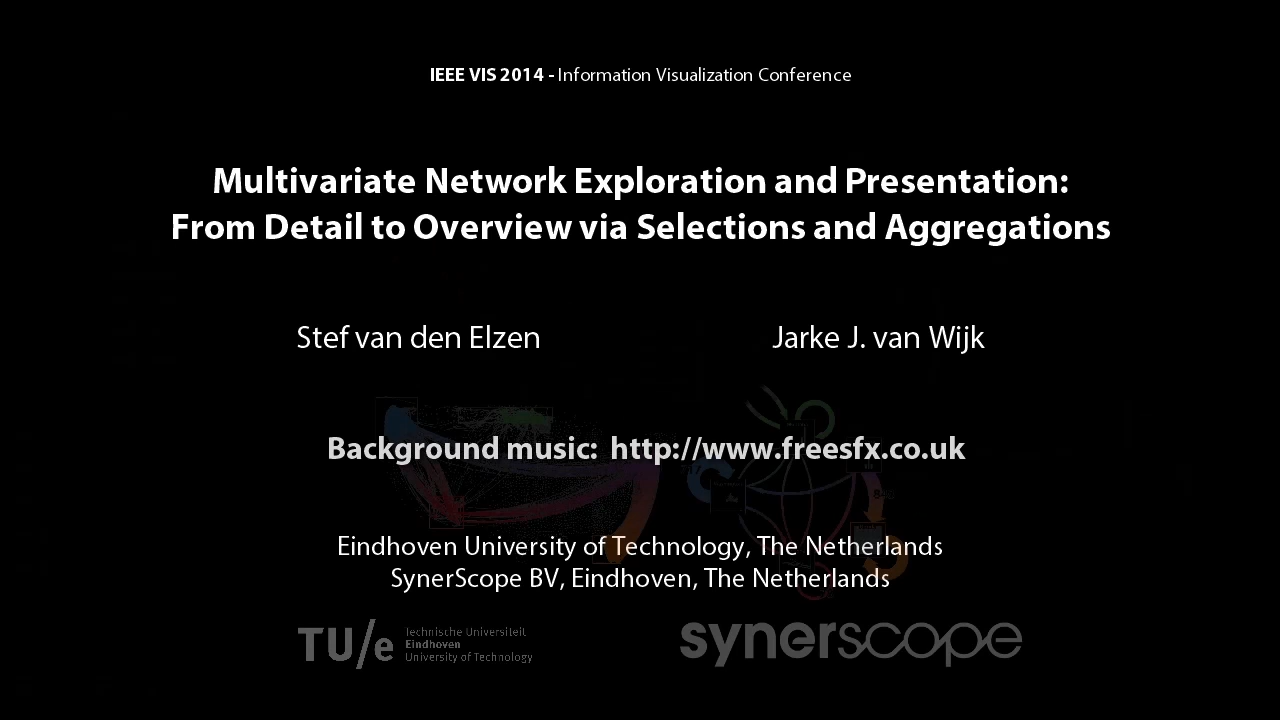 IEEE VIS 2014 - Information Visualization Conference
Multivariate Network Exploration and Presentation:
From Detail to Overview via Selections and Aggregations
Stef van den Elzen
Jarke J. van Wijk
Background music: http://www.freesfx.co.uk
Eindhoven University of Technology, The Netherlands
SynerScope BV, Eindhoven, The Netherlands
TU/e
Technische Universiteit
Eindhoven
University of Technology
synerscope